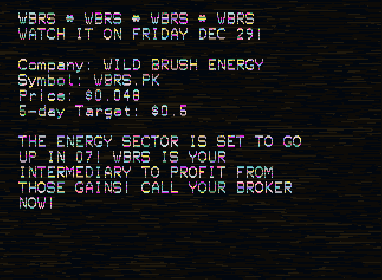 WBRS * WBRS * WBRS * WBRS
WATCH IT ON FRIDAY DEC 29!
Company: WILD BRUSH ENERGY
Symbol: WBRS.PK
Price: $0.048
5-day Target: $0.5
THE ENERGY SECTOR IS SET TO GO
UP IN 07! WBRS IS YOUR
INTERMEDIARY TO PROFIT FROM
THOSE GAINS! CALL YOUR BROKER
NOW!